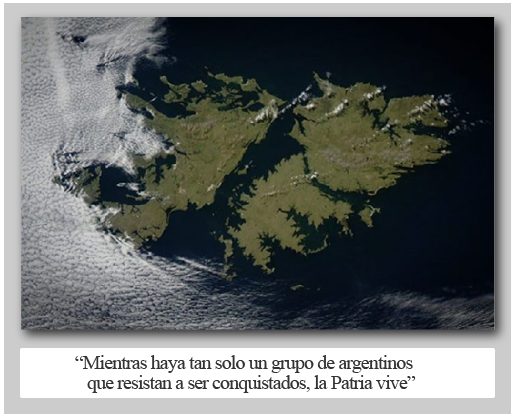 “Mientras haya tan solo un grupo de argentinos
que resistan a ser conquistados, la Patria vive”